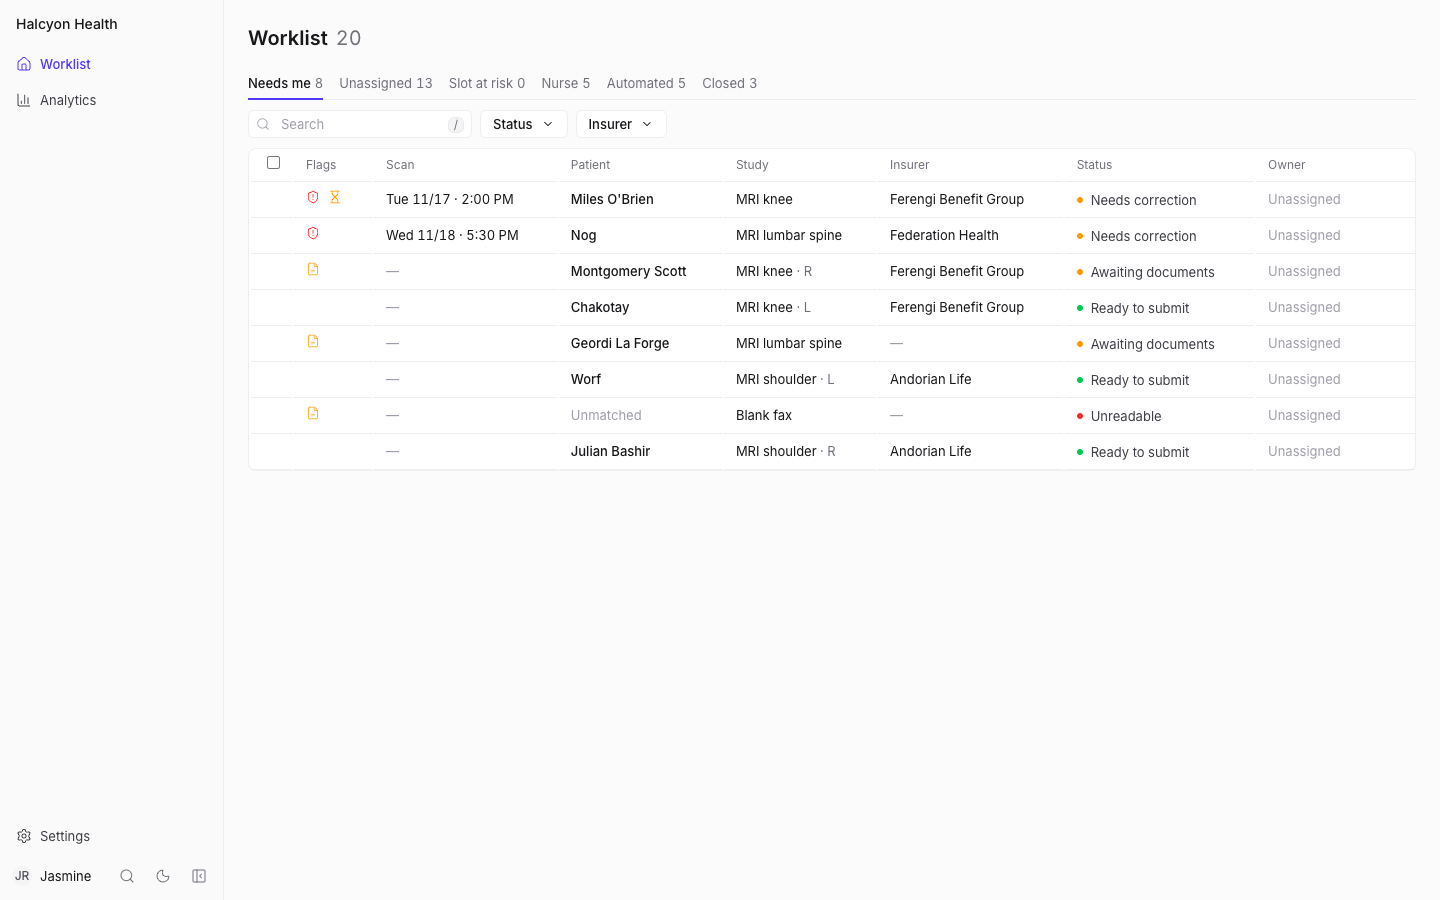 Halcyon Health
Worklist
Analytics
Settings
JR Jasmine
Worklist 20
Needs me 8 Unassigned 13 Slot at risk 0 Nurse 5 Automated 5 Closed 3
Search / Status Insurer
Flags Scan Patient Study Insurer Status Owner
Tue 11/17 · 2:00 PM Miles O'Brien MRI knee Ferengi Benefit Group Needs correction Unassigned
Wed 11/18 · 5:30 PM Nog MRI lumbar spine Federation Health Needs correction Unassigned
— Montgomery Scott MRI knee · R Ferengi Benefit Group Awaiting documents Unassigned
— Chakotay MRI knee · L Ferengi Benefit Group Ready to submit Unassigned
— Geordi La Forge MRI lumbar spine — Awaiting documents Unassigned
— Worf MRI shoulder · L Andorian Life Ready to submit Unassigned
— Unmatched Blank fax — Unreadable Unassigned
— Julian Bashir MRI shoulder · R Andorian Life Ready to submit Unassigned